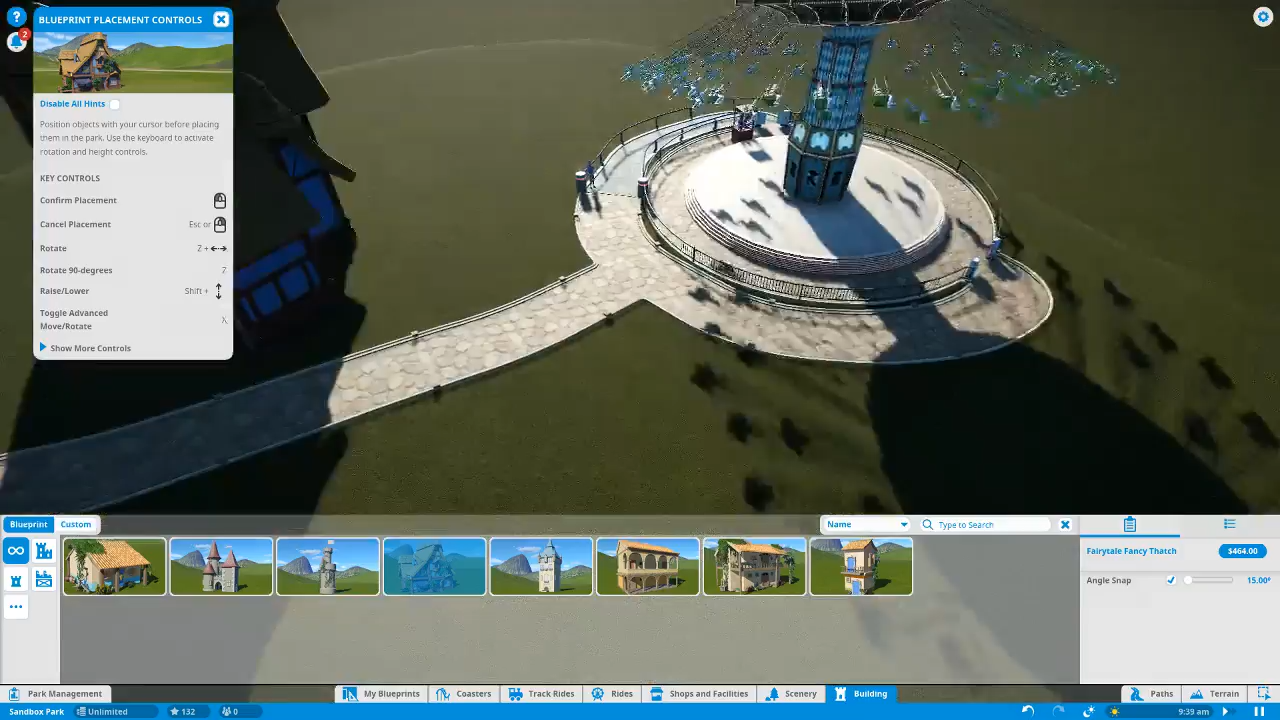 BLUEPRINT PLACEMENT CONTROLS
2
Disable All Hints
Position objects with your cursor before placing
them in the park. Use the keyboard to activate
rotation and height controls.
KEY CONTROLS
Confirm Placement
Cancel Placement Esc or
Rotate Z +
Rotate 90-degrees Z
Raise/Lower Shift +
Toggle Advanced
Move/Rotate
Show More Controls
Blueprint Custom Name Type to Search
Fairytale Fancy Thatch $464.00
Angle Snap 15.00°
Park Management My Blueprints Coasters Track Rides Rides Shops and Facilities Scenery Building Paths Terrain
Sandbox Park Unlimited 132 0 9:39 am